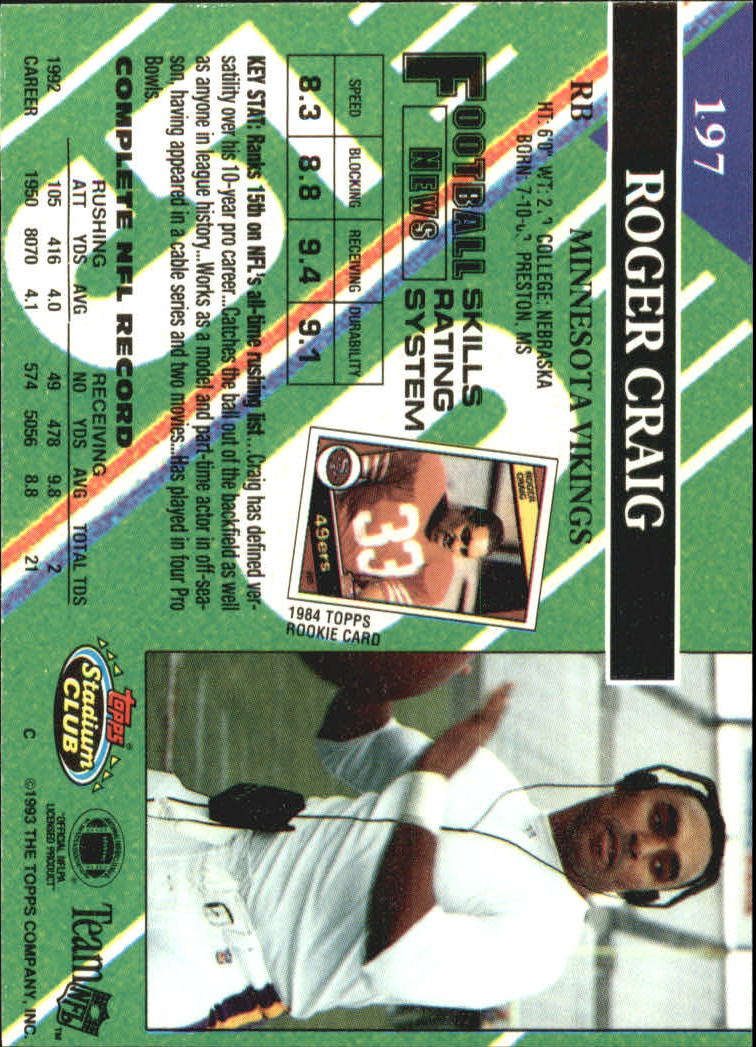 197
ROGER CRAIG
RB MINNESOTA VIKINGS
HT: 6'0" WT: COLLEGE: NEBRASKA
BORN: PRESTON, MS
FOOTBALL NEWS
SKILLS
RATING
SYSTEM
SPEED BLOCKING RECEIVING DURABILITY
8.3 8.8 9.4 9.1
ROGER CRAIG
33
49ers
1984 TOPPS
ROOKIE CARD
KEY STAT: Ranks 15th on NFL's all-time rushing list...Craig has defined ver-
satility over his 10-year pro career...Catches the ball out of the backfield as well
as anyone in league history...Works as a model and part-time actor in off-sea-
son, having appeared in a cable series and two movies...Has played in four Pro
Bowls.
COMPLETE NFL RECORD
RUSHING RECEIVING
ATT YDS AVG NO YDS AVG TOTAL TDS
1992 105 416 4.0 49 478 9.8 2
CAREER 1950 8070 4.1 574 5056 8.8 21
TOPPS®
Stadium
CLUB
"OFFICIAL NFLPA
LICENSED PRODUCT"
Team NFL™
C ©1993 THE TOPPS COMPANY, INC.